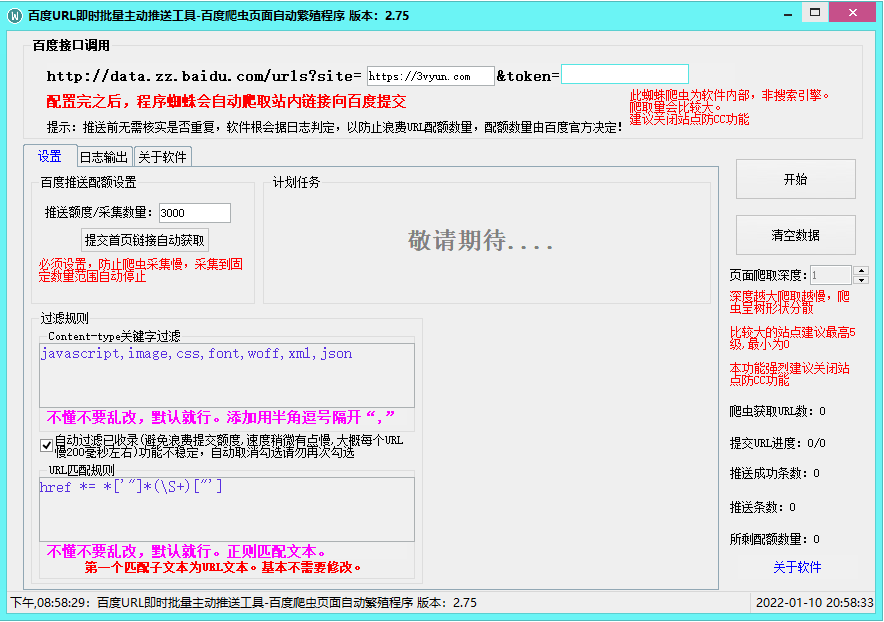 百度URL即时批量主动推送工具-百度爬虫页面自动繁殖程序 版本：2.75
百度接口调用
http://data.zz.baidu.com/urls?site= https://3vyun.com &token=
配置完之后，程序蜘蛛会自动爬取站内链接向百度提交
此蜘蛛爬虫为软件内部，非搜索引擎。
爬取量会比较大。
建议关闭站点防CC功能
提示：推送前无需核实是否重复，软件根会据日志判定，以防止浪费URL配额数量，配额数量由百度官方决定!
设置 日志输出 关于软件
百度推送配额设置
推送额度/采集数量： 3000
提交首页链接自动获取
必须设置，防止爬虫采集慢，采集到固
定数量范围自动停止
计划任务
敬请期待....
过滤规则
Content-type关键字过滤
javascript,image,css,font,woff,xml,json
不懂不要乱改，默认就行。添加用半角逗号隔开“,”
自动过滤已收录(避免浪费提交额度,速度稍微有点慢,大概每个URL
慢200毫秒左右)功能不稳定，自动取消勾选请勿再次勾选
URL匹配规则
href *= *['"]*(\S+)["']
不懂不要乱改，默认就行。正则匹配文本。
第一个匹配子文本为URL文本。基本不需要修改。
开始
清空数据
页面爬取深度： 1
深度越大爬取越慢，爬
虫呈树形状分散
比较大的站点建议最高5
级,最小为0
本功能强烈建议关闭站
点防CC功能
爬虫获取URL数：0
提交URL进度：0/0
推送成功条数：0
推送条数：0
所剩配额数量：0
关于软件
下午,08:58:29：百度URL即时批量主动推送工具-百度爬虫页面自动繁殖程序 版本：2.75
2022-01-10 20:58:33